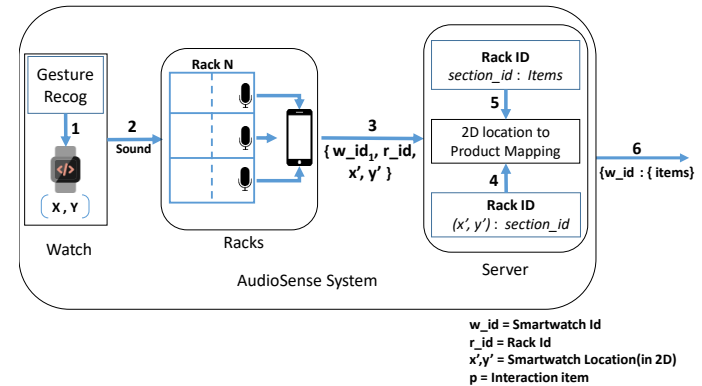 Gesture
Recog
1
</>
X , Y
Watch
2
Sound
Rack N
Racks
3
{ w_id1, r_id,
x’, y’ }
Rack ID
section_id : Items
5
2D location to
Product Mapping
4
Rack ID
(x’, y’) : section_id
Server
6
{w_id : { items}
AudioSense System
w_id = Smartwatch Id
r_id = Rack Id
x’,y’ = Smartwatch Location(in 2D)
p = Interaction item